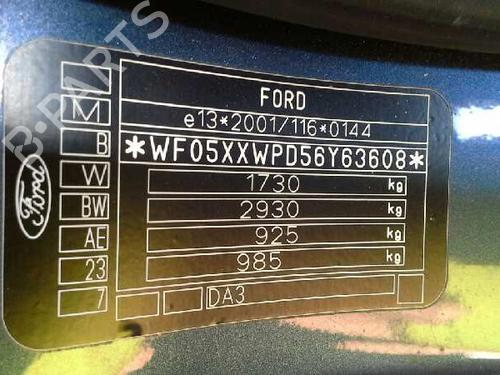 FORD
M e13*2001/116*0144
B *WF05XXWPD56Y63608*
W 1730 kg
BW 2930 kg
AE 925 kg
23 985 kg
7 DA3
Ford
B-PARTS